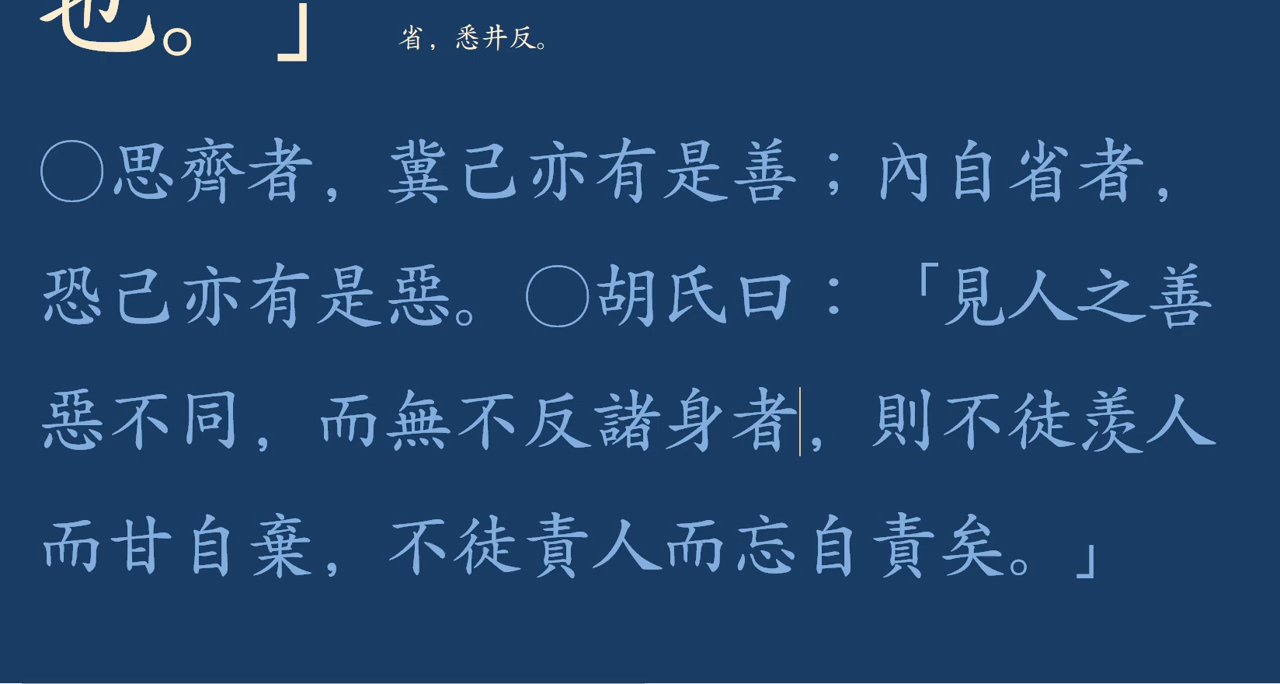 也。」 省，悉井反。
◯思齊者，冀己亦有是善；內自省者，
恐己亦有是惡。◯胡氏曰：「見人之善
惡不同，而無不反諸身者，則不徒羨人
而甘自棄，不徒責人而忘自責矣。」